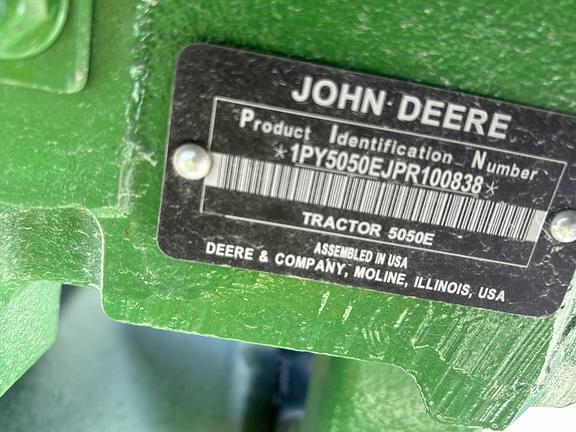 JOHN DEERE
Product Identification Number
*1PY5050EJPR100838*
TRACTOR 5050E
ASSEMBLED IN USA
DEERE & COMPANY, MOLINE, ILLINOIS, USA